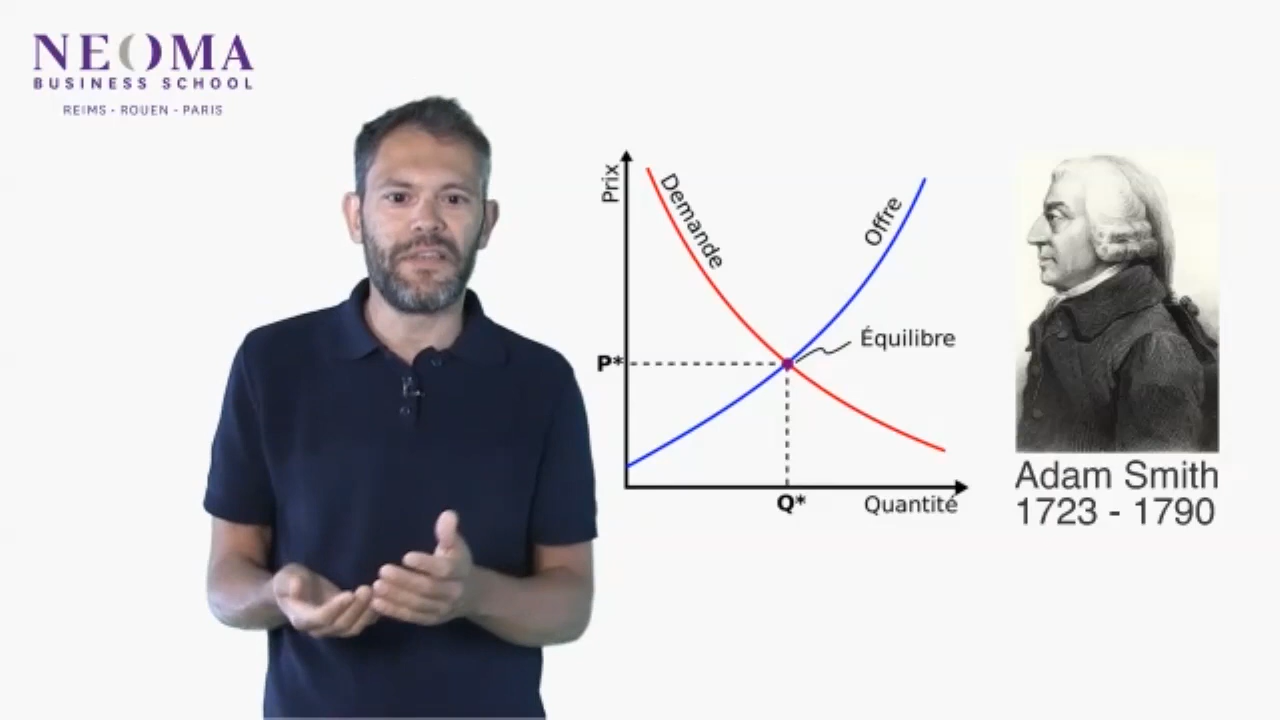 NEOMA
BUSINESS SCHOOL
REIMS - ROUEN - PARIS
Prix
Demande
Offre
Équilibre
P*
Q*
Quantité
Adam Smith
1723 - 1790